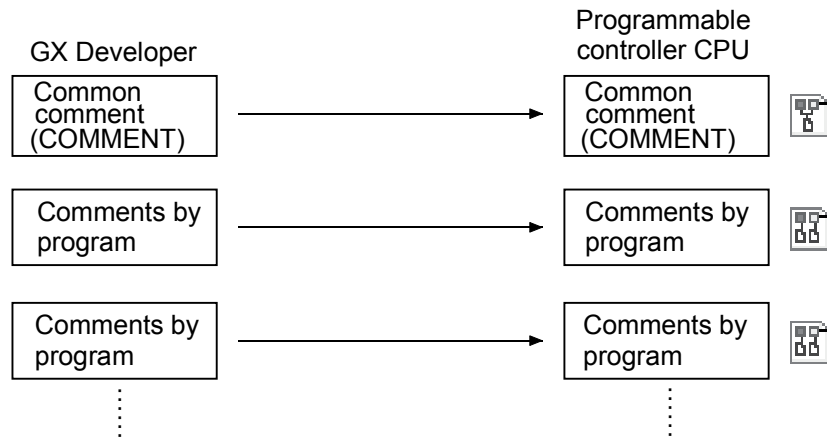 GX Developer
Programmable
controller CPU
Common
comment
(COMMENT)
Common
comment
(COMMENT)
Comments by
program
Comments by
program
Comments by
program
Comments by
program